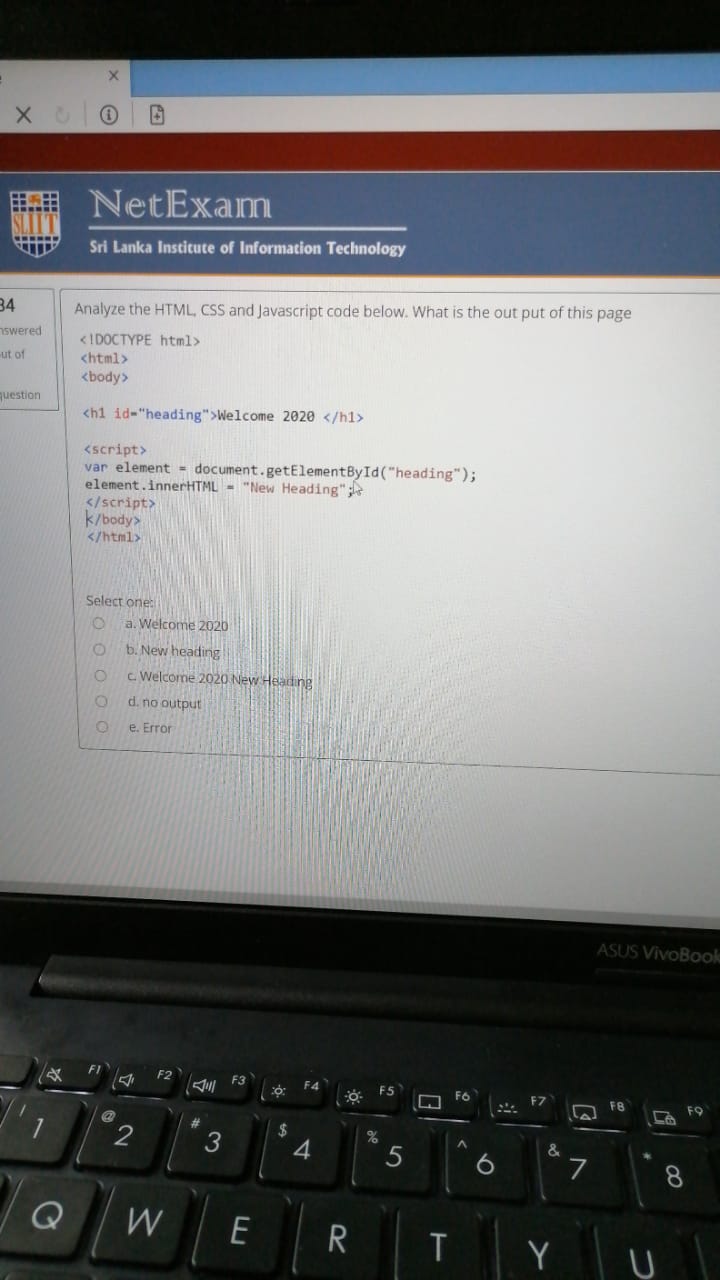 NetExam
SLIIT
Sri Lanka Institute of Information Technology
34
Analyze the HTML, CSS and Javascript code below. What is the out put of this page
nswered
ut of
question
<!DOCTYPE html>
<html>
<body>
<h1 id="heading">Welcome 2020 </h1>
<script>
var element = document.getElementById("heading");
element.innerHTML = "New Heading";
</script>
</body>
</html>
Select one:
a. Welcome 2020
b. New heading
c. Welcome 2020 New Heading
d. no output
e. Error
ASUS VivoBook
F1 F2 F3 F4 F5 F6 F7 F8 F9
! @ # $ % ^ & *
1 2 3 4 5 6 7 8
Q W E R T Y U